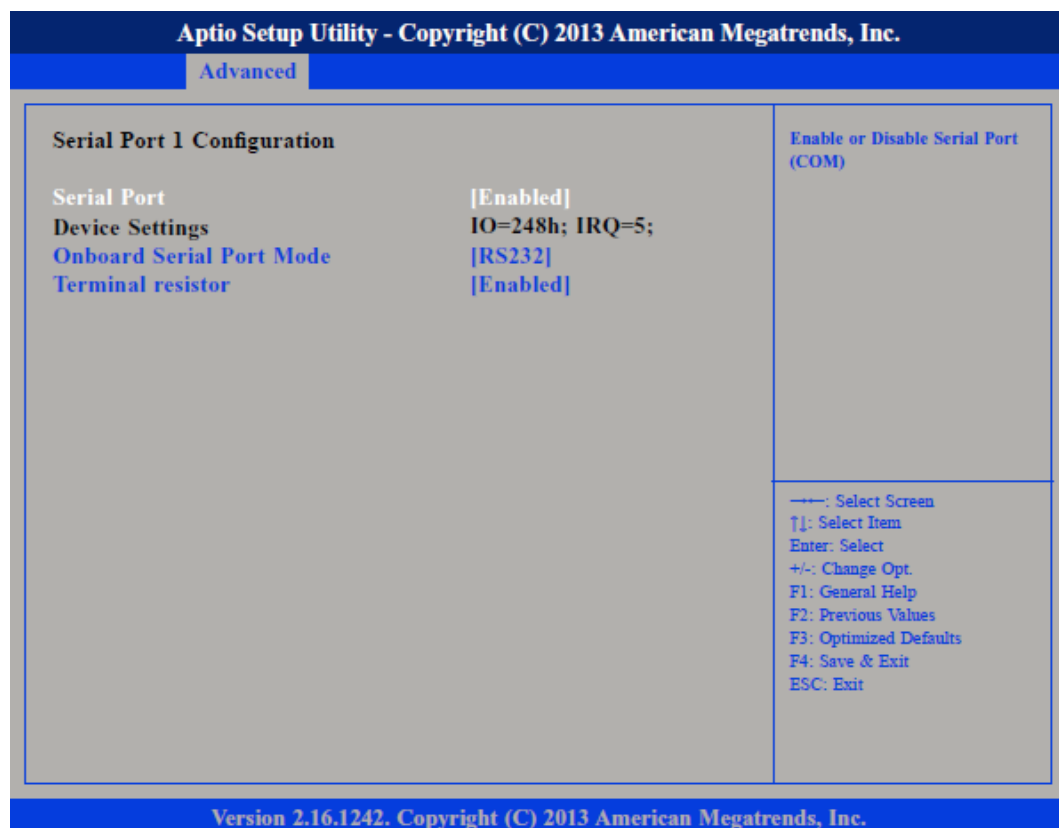 Aptio Setup Utility - Copyright (C) 2013 American Megatrends, Inc.
Advanced
Serial Port 1 Configuration
Serial Port [Enabled]
Device Settings IO=248h; IRQ=5;
Onboard Serial Port Mode [RS232]
Terminal resistor [Enabled]
Enable or Disable Serial Port
(COM)
→←: Select Screen
↑↓: Select Item
Enter: Select
+/-: Change Opt.
F1: General Help
F2: Previous Values
F3: Optimized Defaults
F4: Save & Exit
ESC: Exit
Version 2.16.1242. Copyright (C) 2013 American Megatrends, Inc.